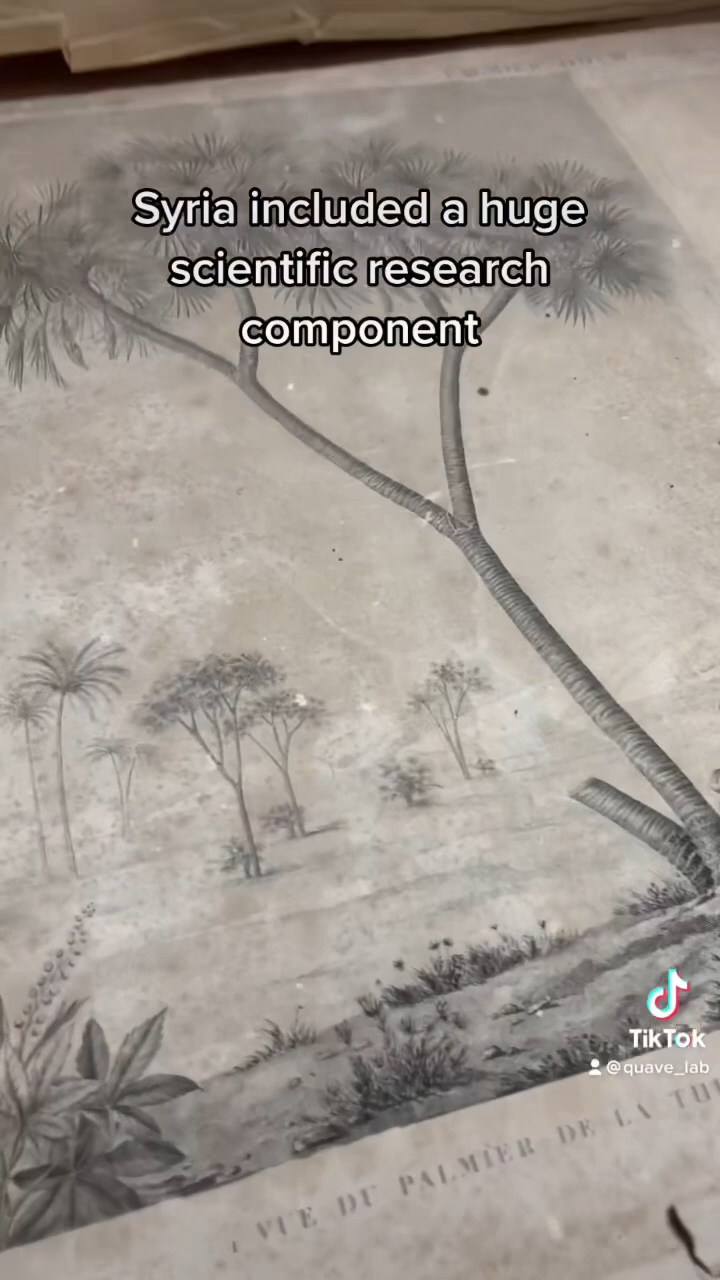 Syria included a huge
scientific research
component
TikTok
@quave_lab
VUE DU PALMIER DE LA